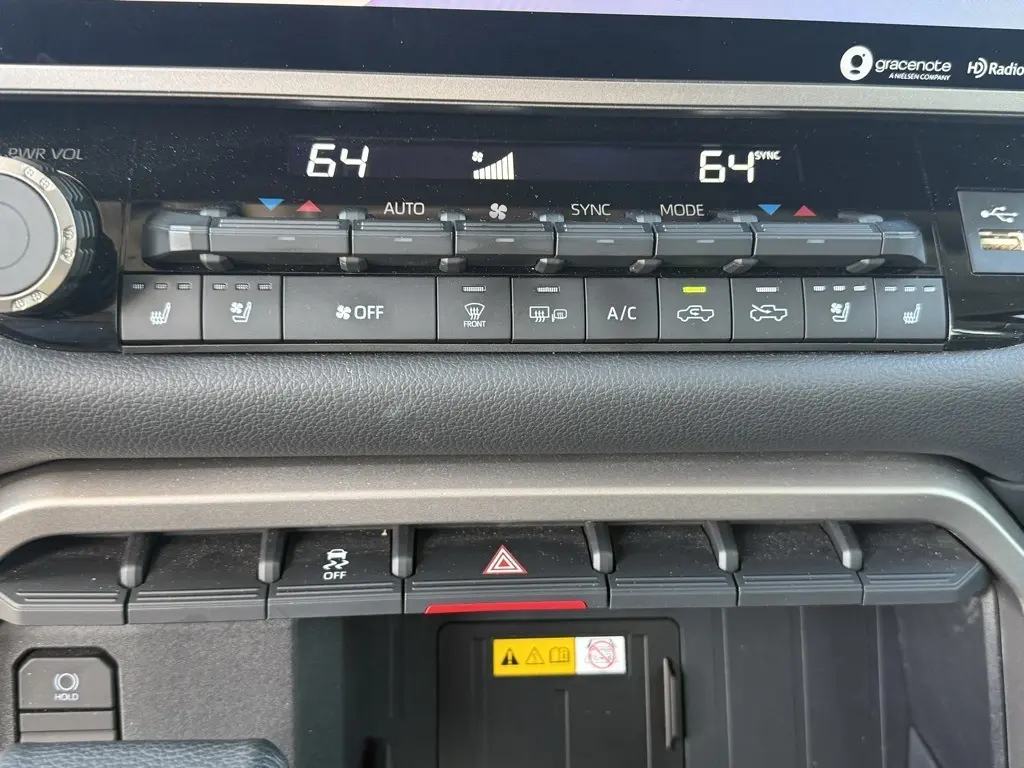 gracenote
A NIELSEN COMPANY
HD Radio
PWR VOL
64
64 SYNC
AUTO
SYNC
MODE
OFF
FRONT
A/C
OFF
HOLD